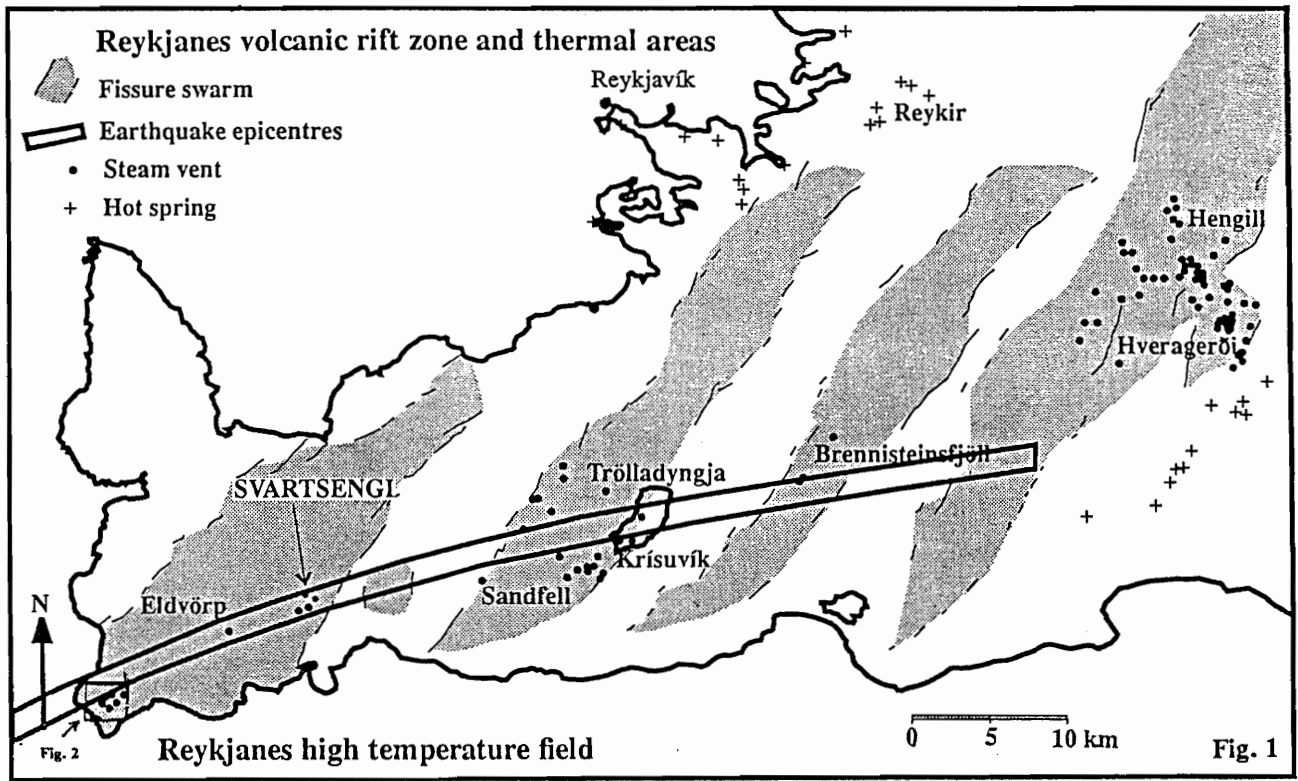 Reykjanes volcanic rift zone and thermal areas
Fissure swarm
Earthquake epicentres
Steam vent
Hot spring
Reykjavík
Reykir
Hengill
Hveragerði
Brennisteinsfjöll
Trölladyngja
SVARTSENGI
Krísuvík
Sandfell
Eldvörp
N
Fig. 2
Reykjanes high temperature field
0 5 10 km
Fig. 1